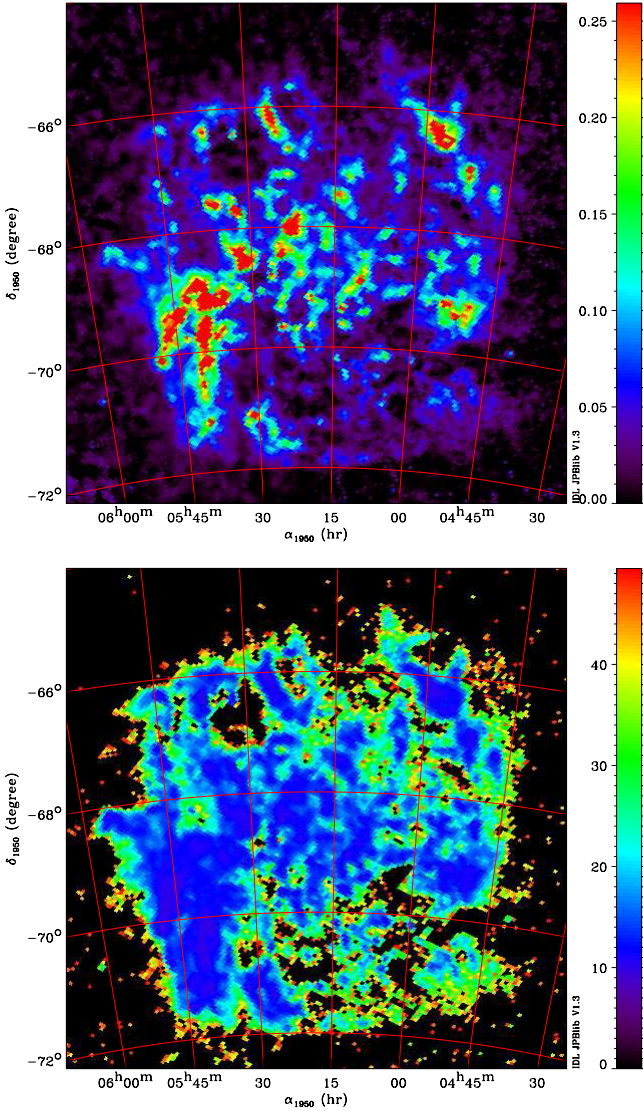 0.25
−66°
0.20
0.15
δ1950 (degree)
−68°
0.10
−70°
0.05
IDL JPBlib V1.3
−72°
0.00
06hoom 05h45m 30 15 00 04h45m 30
α1950 (hr)
40
−66°
30
δ1950 (degree)
−68°
20
−70°
10
IDL JPBlib V1.3
−72°
0
06h00m 05h45m 30 15 00 04h45m 30
α1950 (hr)